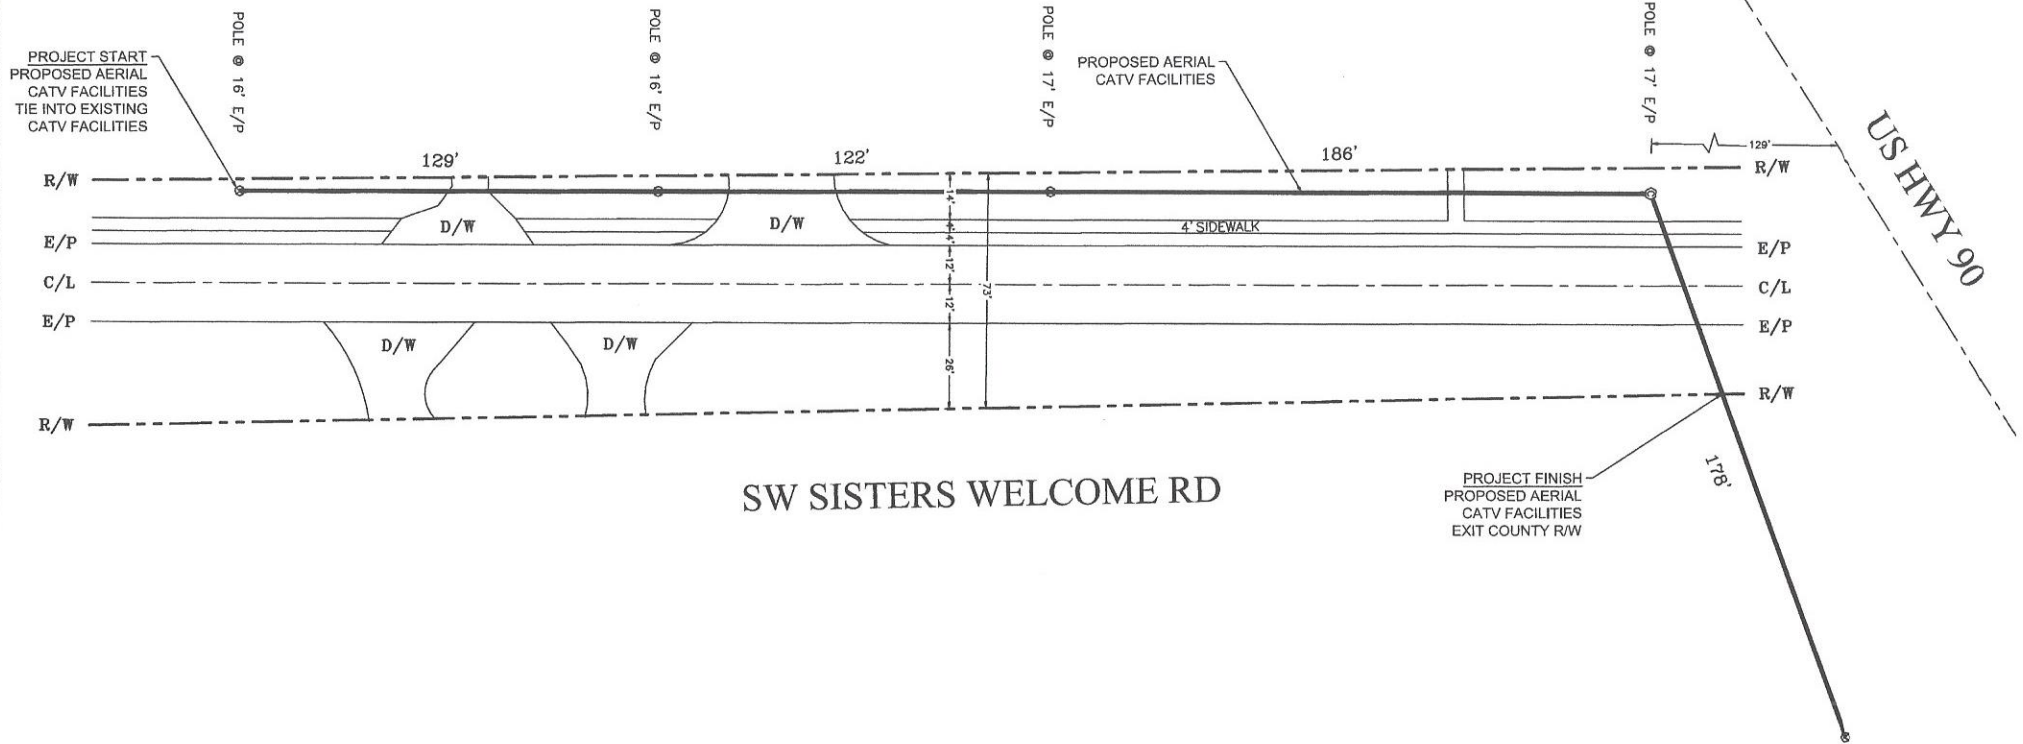 POLE @ 16' E/P
POLE @ 16' E/P
POLE @ 17' E/P
POLE @ 17' E/P
PROJECT START
PROPOSED AERIAL
CATV FACILITIES
TIE INTO EXISTING
CATV FACILITIES
PROPOSED AERIAL
CATV FACILITIES
US HWY 90
129'
129'
122'
186'
R/W
R/W
14'
D/W
D/W
4' SIDEWALK
4'
4'
E/P
E/P
12'
C/L
C/L
73'
12'
E/P
E/P
D/W
D/W
26'
R/W
R/W
178'
SW SISTERS WELCOME RD
PROJECT FINISH
PROPOSED AERIAL
CATV FACILITIES
EXIT COUNTY R/W